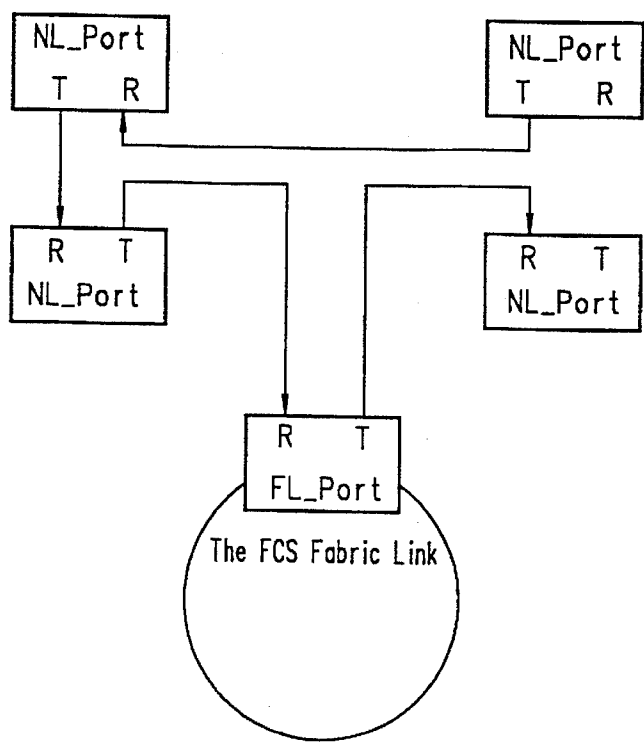 NL_Port
T R
NL_Port
T R
R T
NL_Port
R T
NL_Port
R T
FL_Port
The FCS Fabric Link